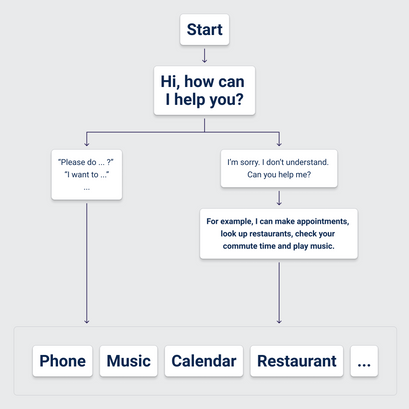 Start
Hi, how can
I help you?
“Please do ... ?”
“I want to ...”
...
I’m sorry. I don’t understand.
Can you help me?
For example, I can make appointments,
look up restaurants, check your
commute time and play music.
Phone Music Calendar Restaurant ...